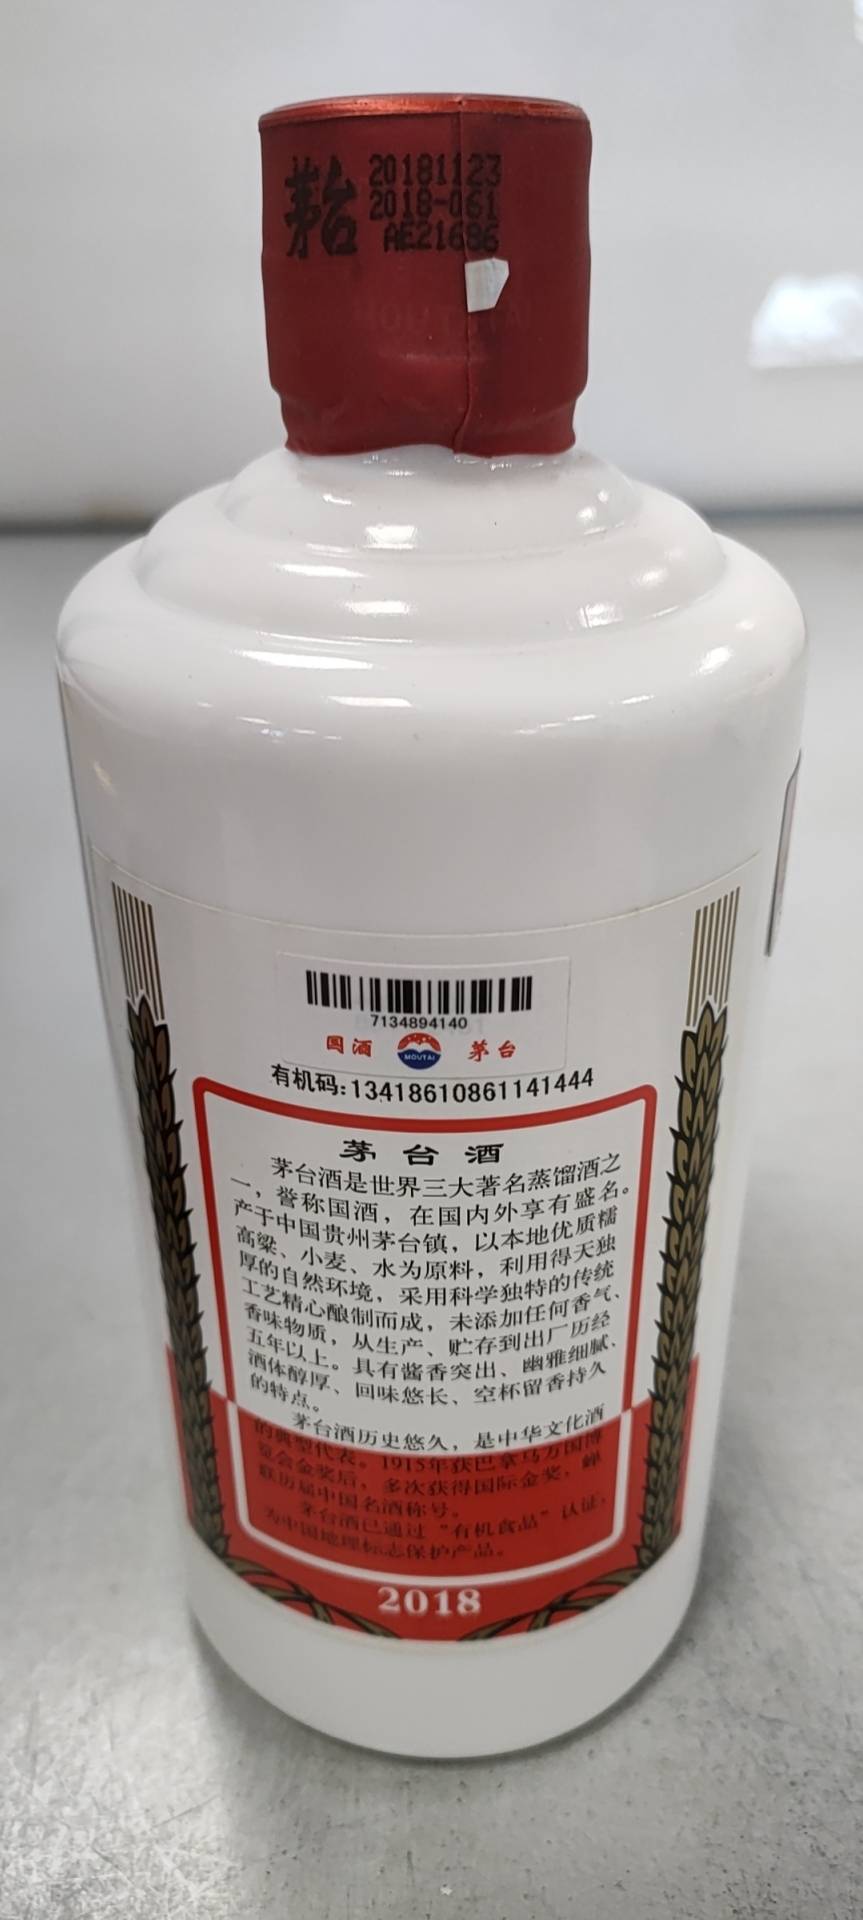 茅台
20181123
2018-061
AE21686
MOUTAI
7134894140
国酒
MOUTAI
茅台
有机码:13418610861141444
茅台酒
茅台酒是世界三大著名蒸馏酒之
一，誉称国酒，在国内外享有盛名。
产于中国贵州茅台镇，以本地优质糯
高粱、小麦、水为原料，利用得天独
厚的自然环境，采用科学独特的传统
工艺精心酿制而成，未添加任何香气、
香味物质，从生产、贮存到出厂历经
五年以上。具有酱香突出、幽雅细腻、
酒体醇厚、回味悠长、空杯留香持久
的特点。
茅台酒历史悠久，是中华文化酒
的典型代表。1915年获巴拿马万国博
览会金奖后，多次获得国际金奖，蝉
联历届中国名酒称号。
茅台酒已通过“有机食品”认证，
为中国地理标志保护产品。
2018